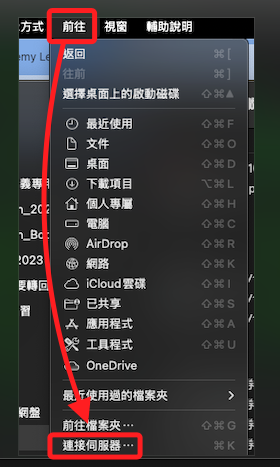 方式 前往 視窗 輔助說明
返回 ⌘[
往前 ⌘]
選擇桌面上的啟動磁碟 ⇧⌘▲
最近使用 ⇧⌘F
文件 ⇧⌘O
桌面 ⇧⌘D
下載項目 ⌥⌘L
個人專屬 ⇧⌘H
電腦 ⇧⌘C
AirDrop ⇧⌘R
網路 ⇧⌘K
iCloud雲碟 ⇧⌘I
已共享 ⇧⌘S
應用程式 ⇧⌘A
工具程式 ⇧⌘U
OneDrive
最近使用過的檔案夾 >
前往檔案夾⋯ ⇧⌘G
連接伺服器⋯ ⌘K
emy Le
義專
n_202
n_Bo
2023
要轉回
習
網盤